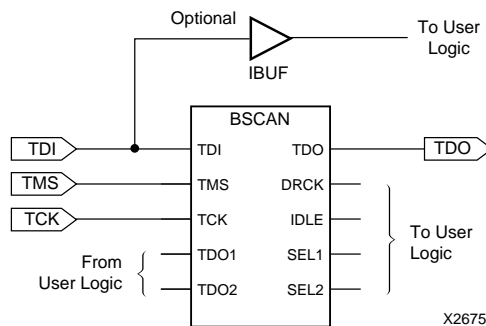 Optional
To User
Logic
IBUF
BSCAN
TDI TDI TDO TDO
TMS TMS DRCK
TCK TCK IDLE
To User
Logic
From
User Logic
TDO1 SEL1
TDO2 SEL2
X2675